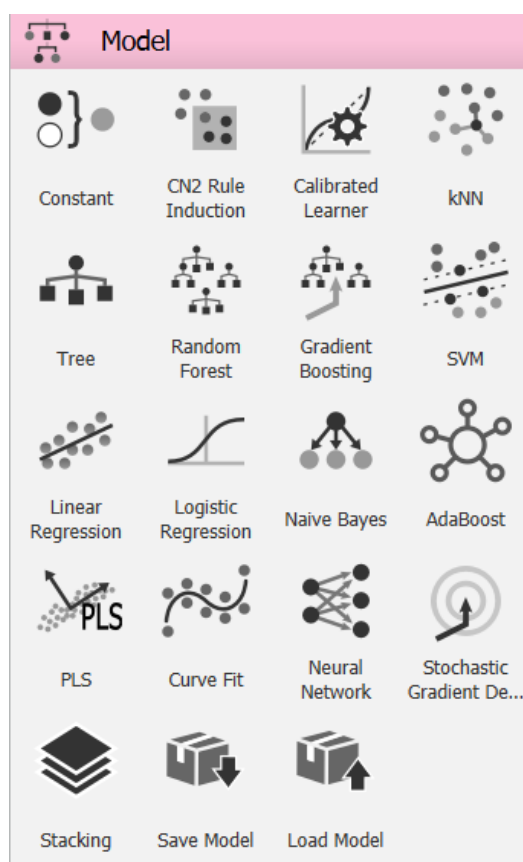 Model
Constant
CN2 Rule
Induction
Calibrated
Learner
kNN
Tree
Random
Forest
Gradient
Boosting
SVM
Linear
Regression
Logistic
Regression
Naive Bayes
AdaBoost
PLS
PLS
Curve Fit
Neural
Network
Stochastic
Gradient De...
Stacking
Save Model
Load Model